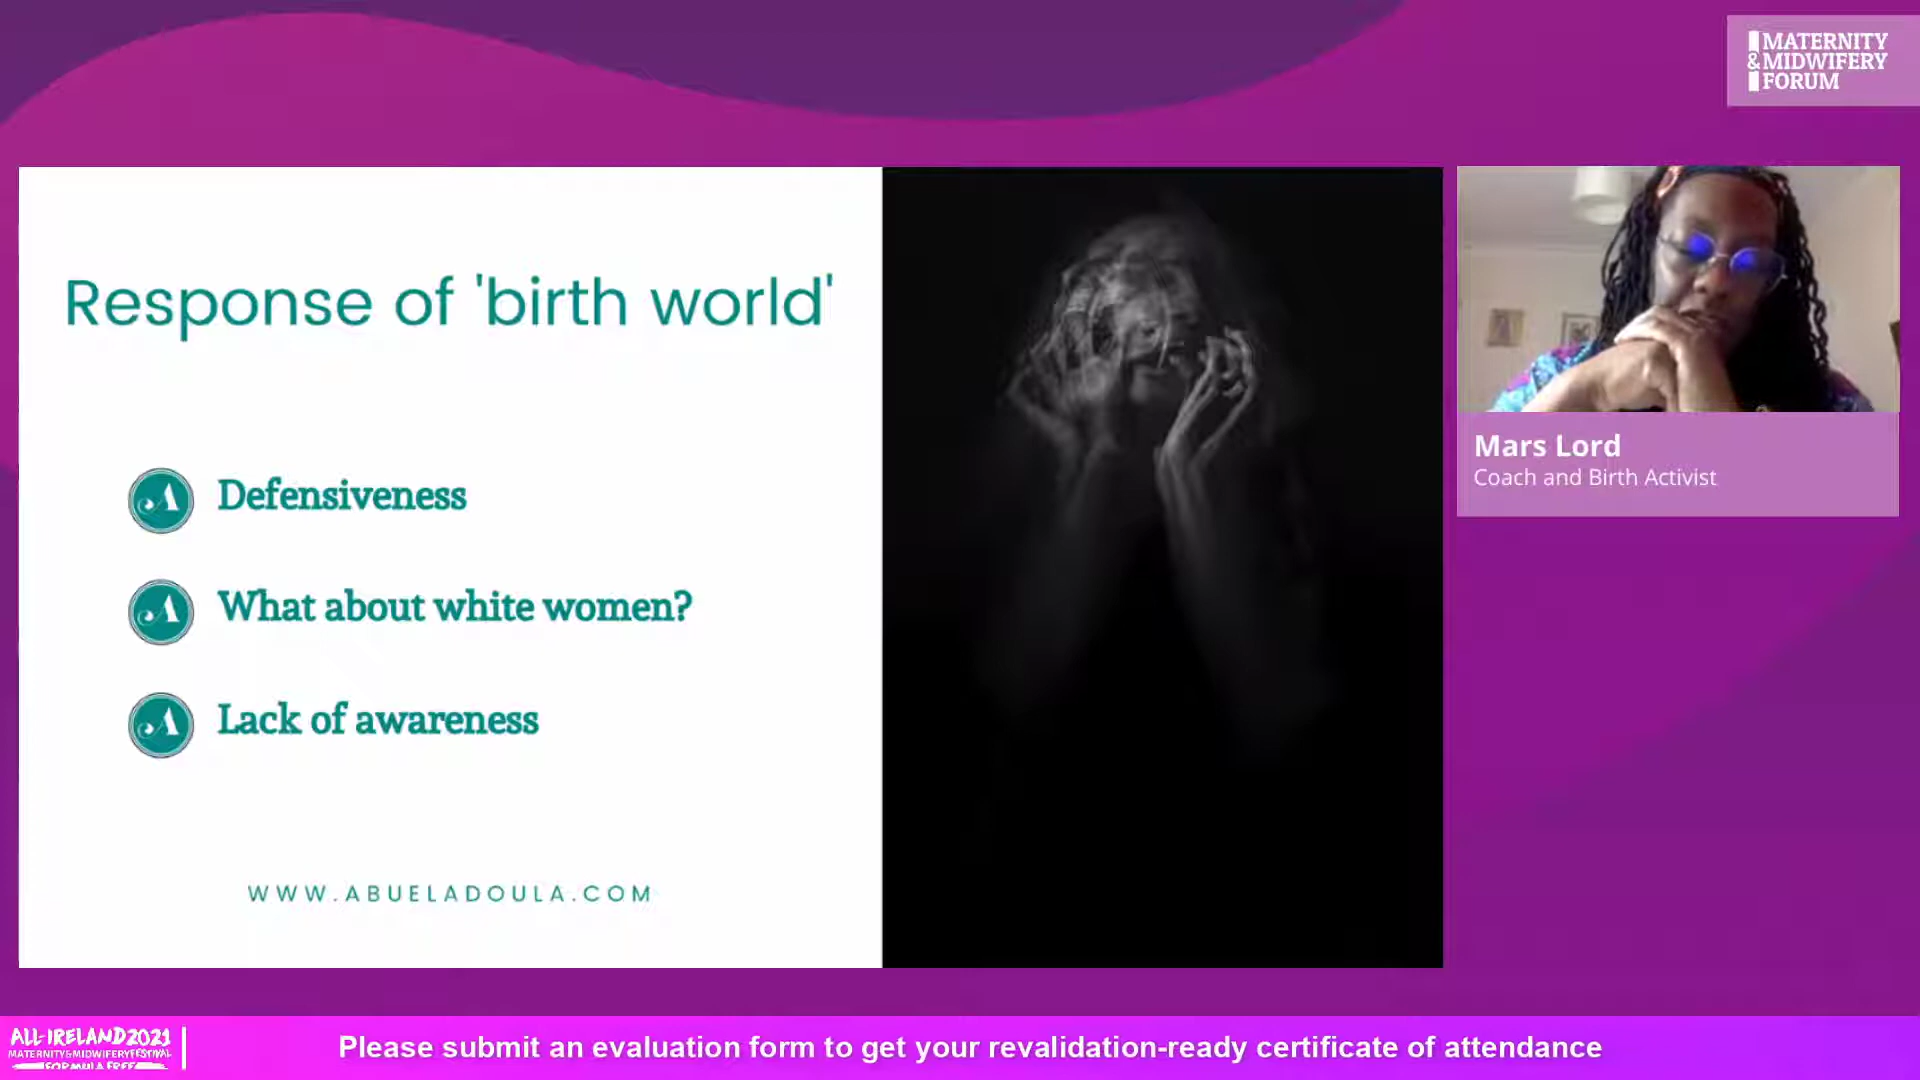 MATERNITY
&MIDWIFERY
FORUM
Response of 'birth world'
Defensiveness
What about white women?
Lack of awareness
WWW.ABUELADOULA.COM
Mars Lord
Coach and Birth Activist
ALL-IRELAND2021
MATERNITY&MIDWIFERYFESTIVAL
FORMULA FREE
Please submit an evaluation form to get your revalidation-ready certificate of attendance